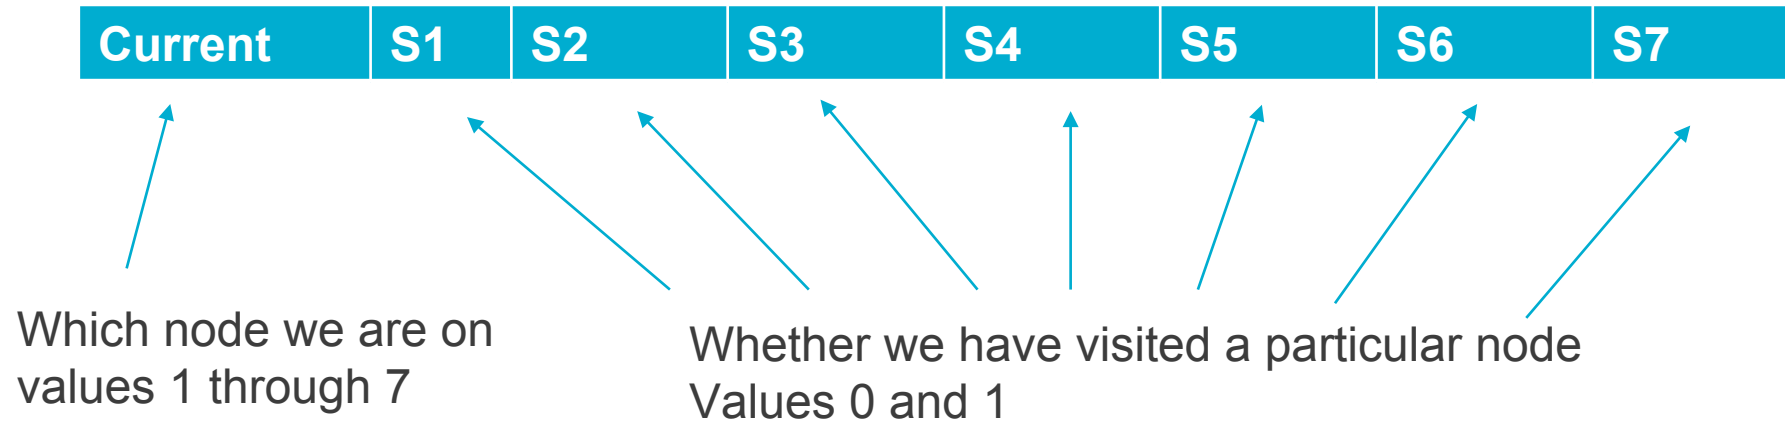 Current S1 S2 S3 S4 S5 S6 S7
Which node we are on
values 1 through 7
Whether we have visited a particular node
Values 0 and 1